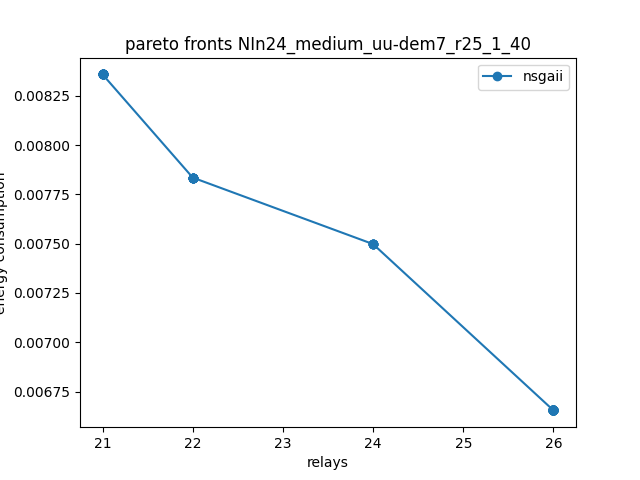 pareto fronts NIn24_medium_uu-dem7_r25_1_40
nsgaii
0.00825
0.00800
0.00775
0.00750
0.00725
0.00700
0.00675
energy consumption
21 22 23 24 25 26
relays